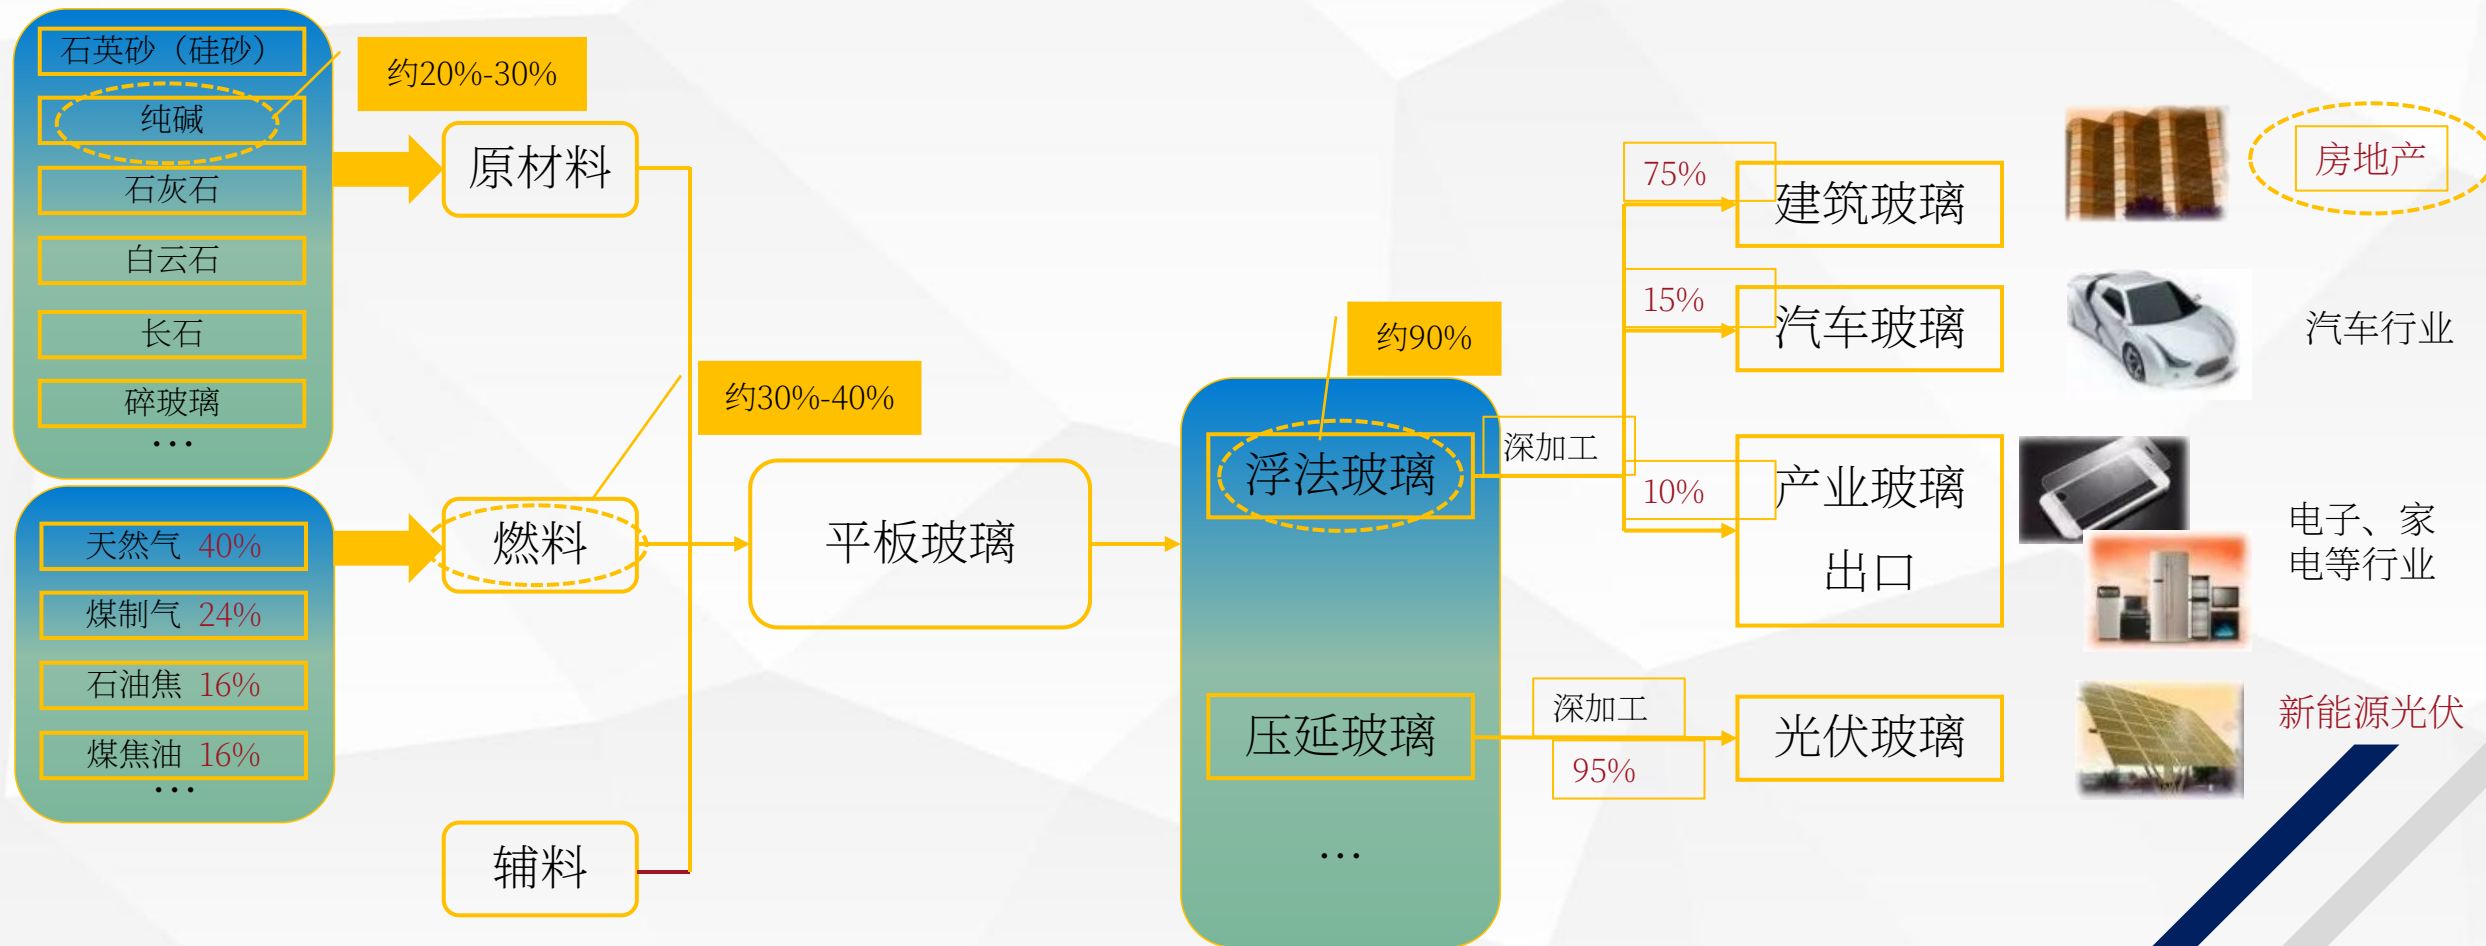 石英砂（硅砂）
纯碱
石灰石
白云石
长石
碎玻璃
...
约20%-30%
原材料
天然气 40%
煤制气 24%
石油焦 16%
煤焦油 16%
...
燃料
约30%-40%
辅料
平板玻璃
约90%
浮法玻璃
压延玻璃
...
深加工
75%
建筑玻璃
房地产
15%
汽车玻璃
汽车行业
10%
产业玻璃
出口
电子、家
电等行业
深加工
95%
光伏玻璃
新能源光伏